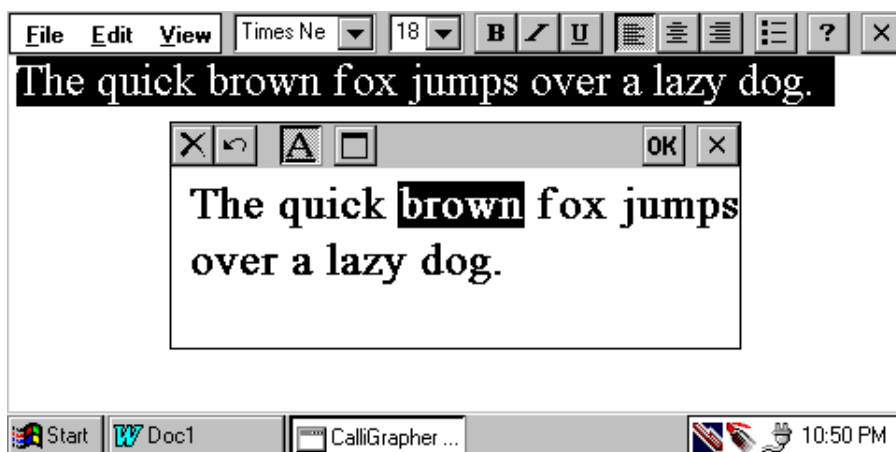 File Edit View Times Ne 18 B I U ?
The quick brown fox jumps over a lazy dog.
A OK
The quick brown fox jumps
over a lazy dog.
Start Doc1 CalliGrapher ... 10:50 PM